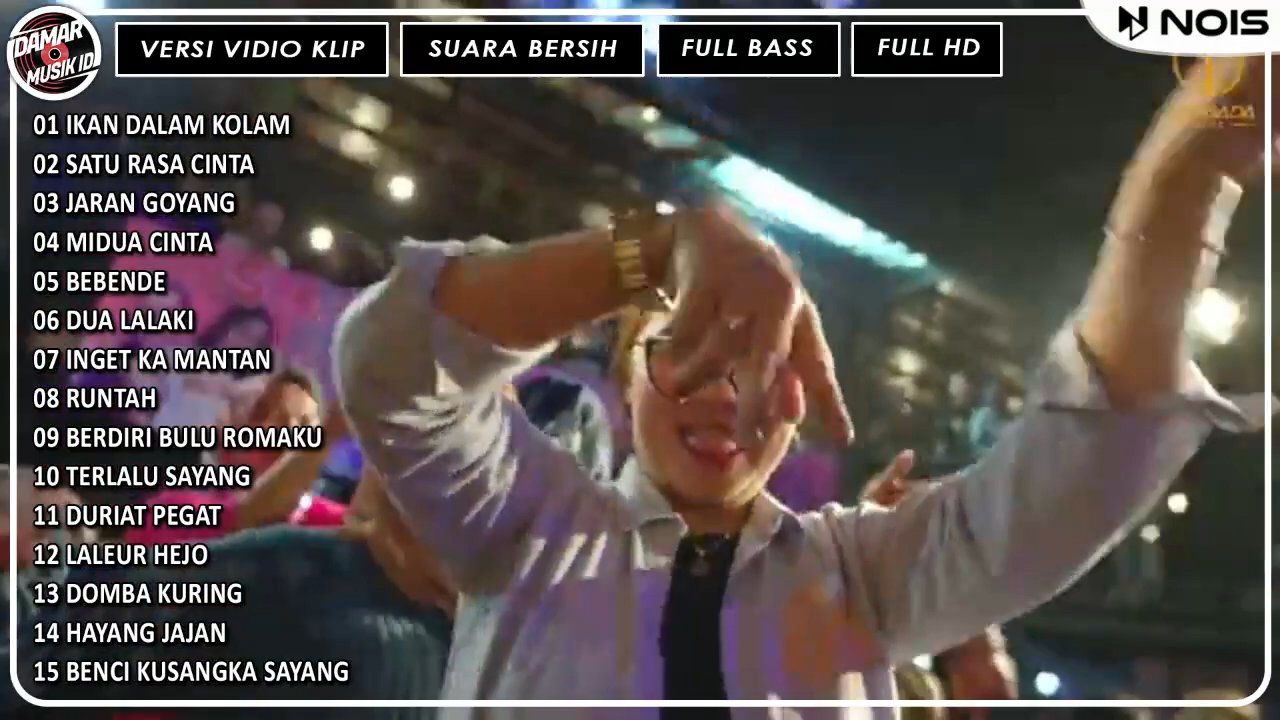 DAMAR
MUSIK ID
VERSI VIDIO KLIP
SUARA BERSIH
FULL BASS
FULL HD
NOIS
01 IKAN DALAM KOLAM
02 SATU RASA CINTA
03 JARAN GOYANG
04 MIDUA CINTA
05 BEBENDE
06 DUA LALAKI
07 INGET KA MANTAN
08 RUNTAH
09 BERDIRI BULU ROMAKU
10 TERLALU SAYANG
11 DURIAT PEGAT
12 LALEUR HEJO
13 DOMBA KURING
14 HAYANG JAJAN
15 BENCI KUSANGKA SAYANG